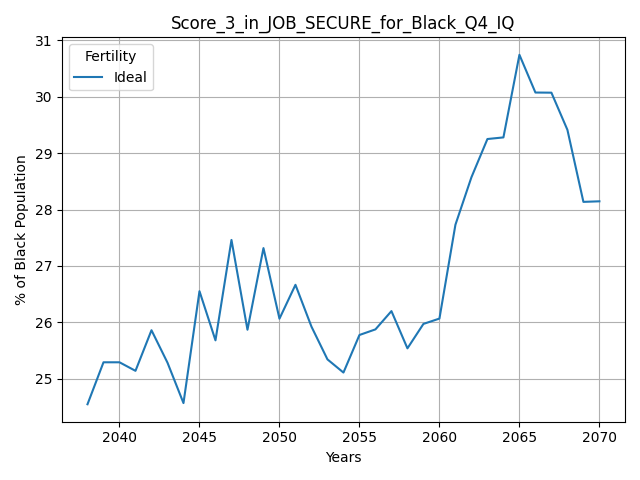 Score_3_in_JOB_SECURE_for_Black_Q4_IQ
31
30
29
28
27
26
25
% of Black Population
Fertility
Ideal
2040 2045 2050 2055 2060 2065 2070
Years